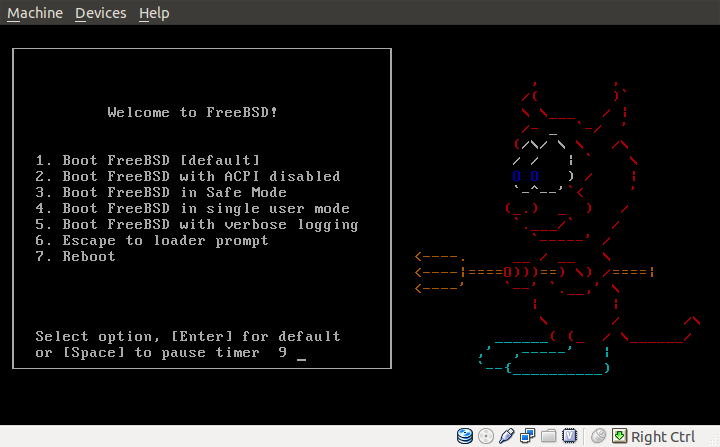 Machine Devices Help
Welcome to FreeBSD!
1. Boot FreeBSD [default]
2. Boot FreeBSD with ACPI disabled
3. Boot FreeBSD in Safe Mode
4. Boot FreeBSD in single user mode
5. Boot FreeBSD with verbose logging
6. Escape to loader prompt
7. Reboot
Select option, [Enter] for default
or [Space] to pause timer 9 _
Right Ctrl